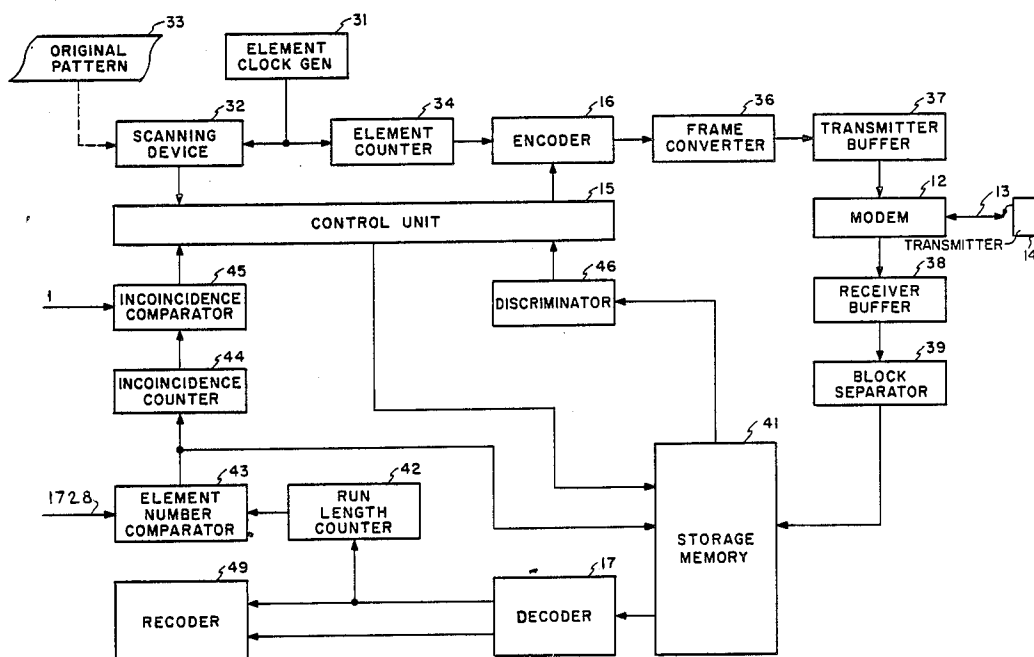 33
ORIGINAL
PATTERN
31
ELEMENT
CLOCK GEN
32
SCANNING
DEVICE
34
ELEMENT
COUNTER
16
ENCODER
36
FRAME
CONVERTER
37
TRANSMITTER
BUFFER
15
CONTROL UNIT
12
MODEM
13
TRANSMITTER
14
45
1
INCOINCIDENCE
COMPARATOR
46
DISCRIMINATOR
38
RECEIVER
BUFFER
44
INCOINCIDENCE
COUNTER
39
BLOCK
SEPARATOR
41
STORAGE
MEMORY
43
1728
ELEMENT
NUMBER
COMPARATOR
42
RUN
LENGTH
COUNTER
49
RECODER
17
DECODER